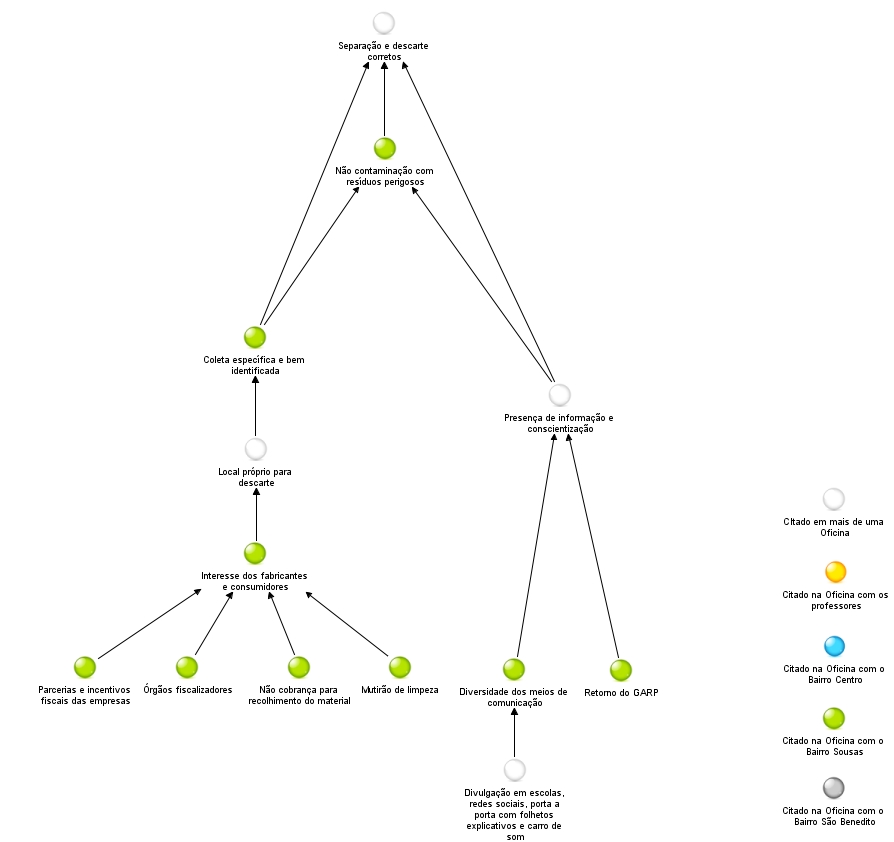 Separação e descarte
corretos
Não contaminação com
resíduos perigosos
Coleta específica e bem
identificada
Presença de informação e
conscientização
Local próprio para
descarte
Interesse dos fabricantes
e consumidores
Parcerias e incentivos
fiscais das empresas
Órgãos fiscalizadores
Não cobrança para
recolhimento do material
Mutirão de limpeza
Diversidade dos meios de
comunicação
Retorno do GARP
Divulgação em escolas,
redes sociais, porta a
porta com folhetos
explicativos e carro de
som
CItado em mais de uma
Oficina
Citado na Oficina com os
professores
Citado na Oficina com o
Bairro Centro
Citado na Oficina com o
Bairro Sousas
Citado na Oficina com o
Bairro São Benedito